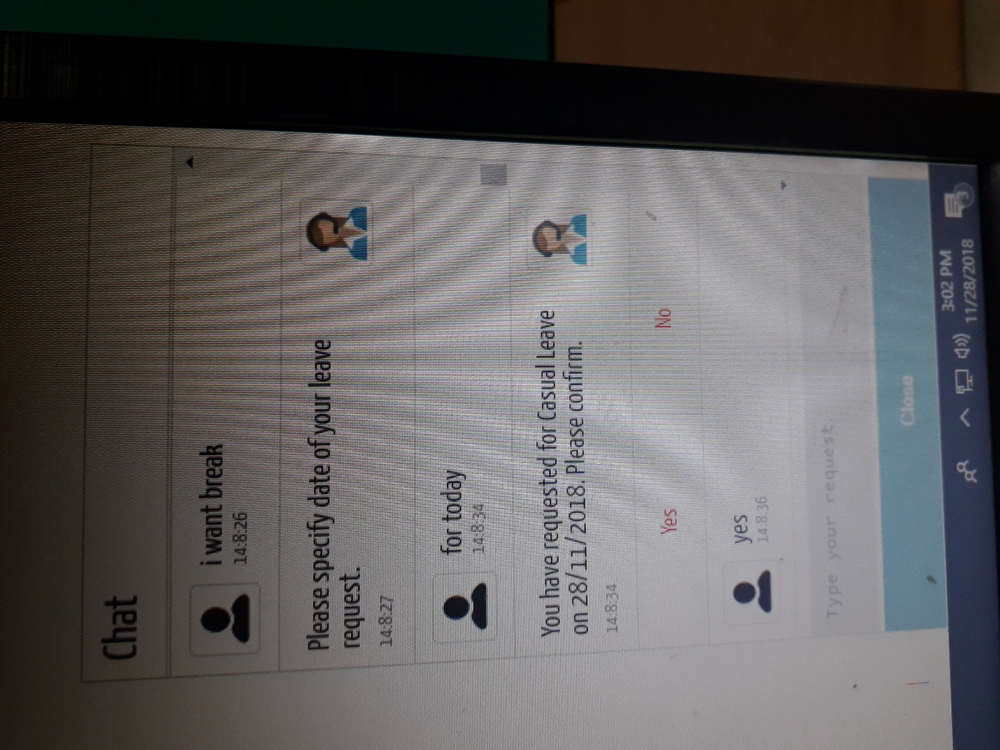 Chat
i want break
14:8:26
Please specify date of your leave
request.
14:8:27
for today
14:8:34
You have requested for Casual Leave
on 28/11/2018. Please confirm.
14:8:34
Yes No
yes
14:8:36
Type your request
Close
3:02 PM
11/28/2018
3